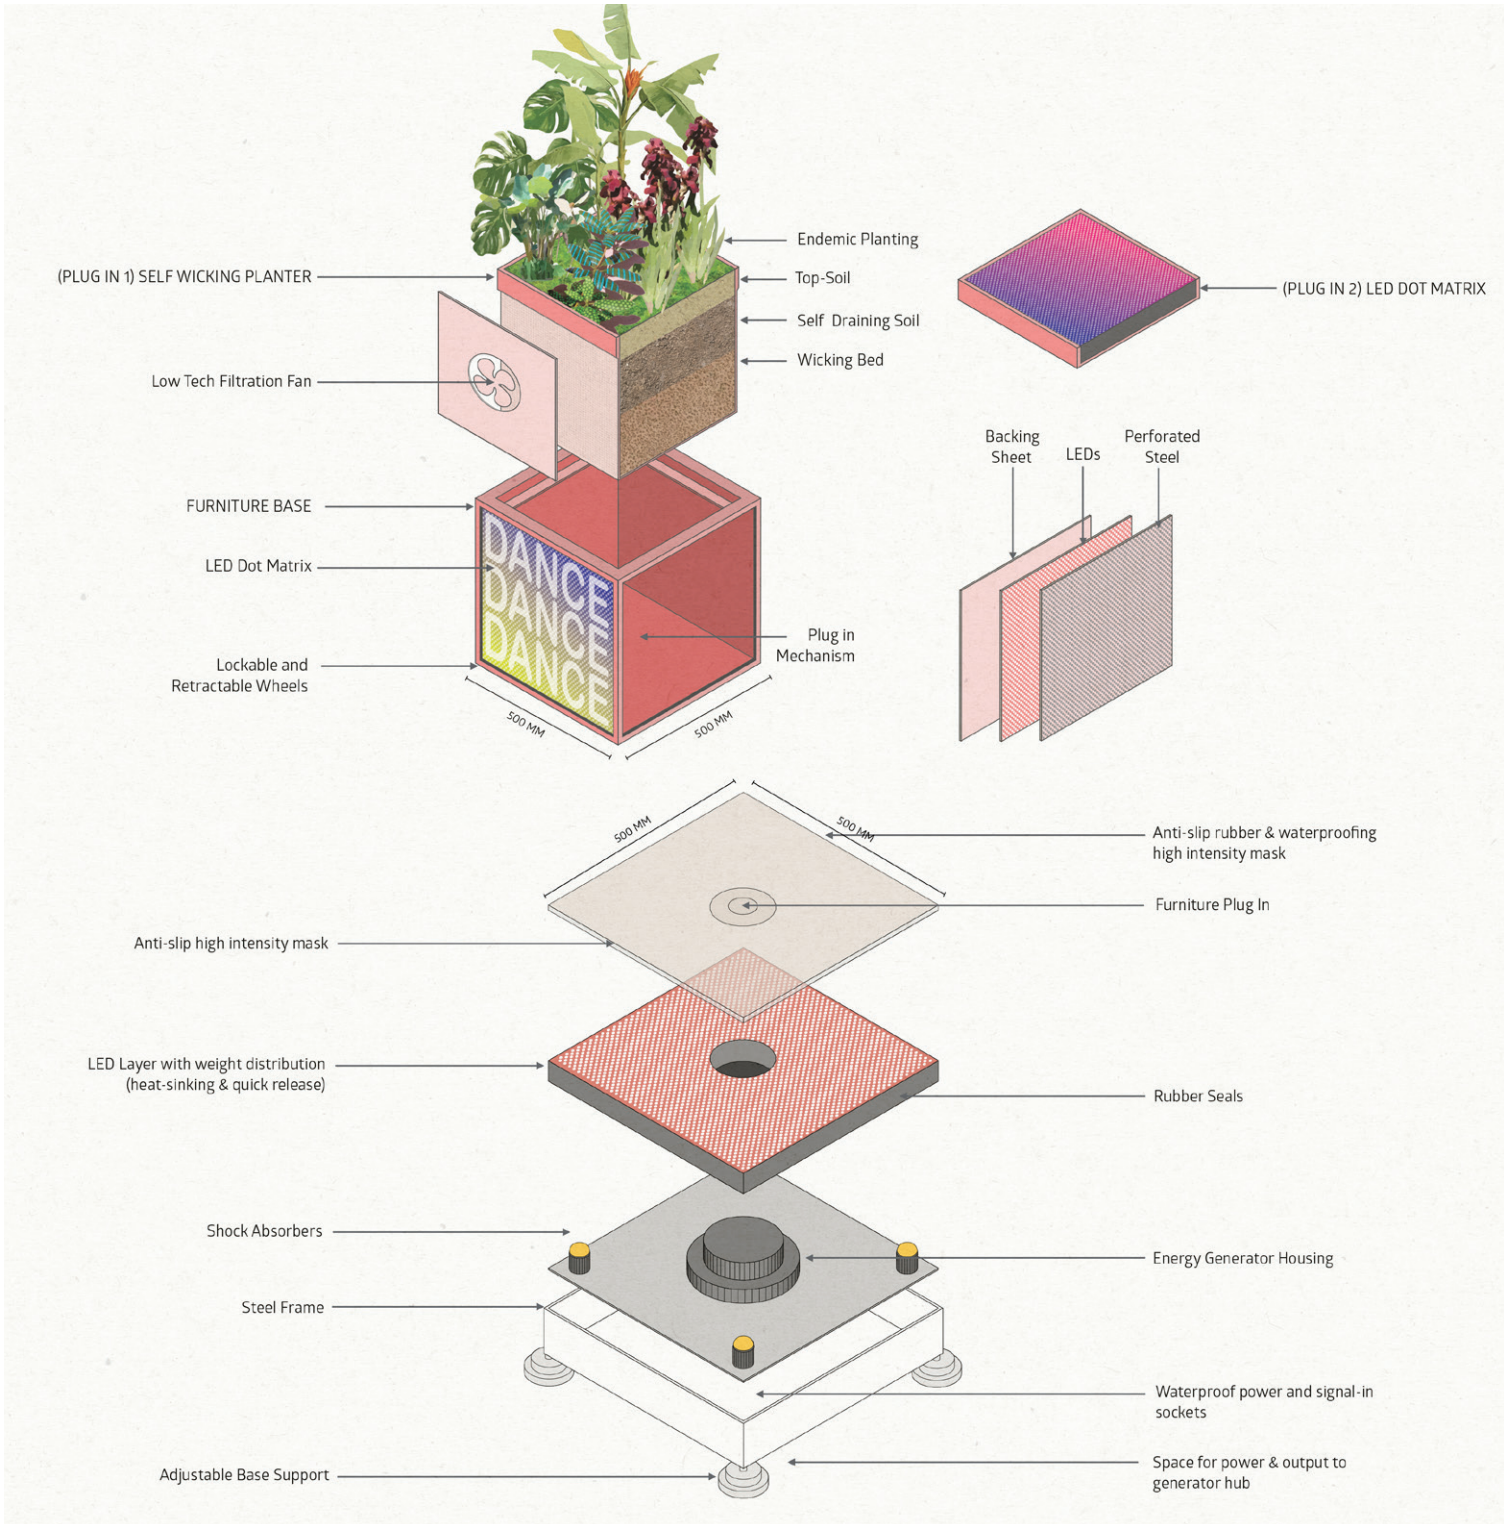 Endemic Planting
(PLUG IN 1) SELF WICKING PLANTER
Top-Soil
(PLUG IN 2) LED DOT MATRIX
Self Draining Soil
Wicking Bed
Low Tech Filtration Fan
Backing
Sheet
LEDs
Perforated
Steel
FURNITURE BASE
LED Dot Matrix
DANCE
DANCE
DANCE
Plug in
Mechanism
Lockable and
Retractable Wheels
500 MM
500 MM
500 MM
500 MM
Anti-slip rubber & waterproofing
high intensity mask
Furniture Plug In
Anti-slip high intensity mask
LED Layer with weight distribution
(heat-sinking & quick release)
Rubber Seals
Shock Absorbers
Energy Generator Housing
Steel Frame
Waterproof power and signal-in
sockets
Adjustable Base Support
Space for power & output to
generator hub